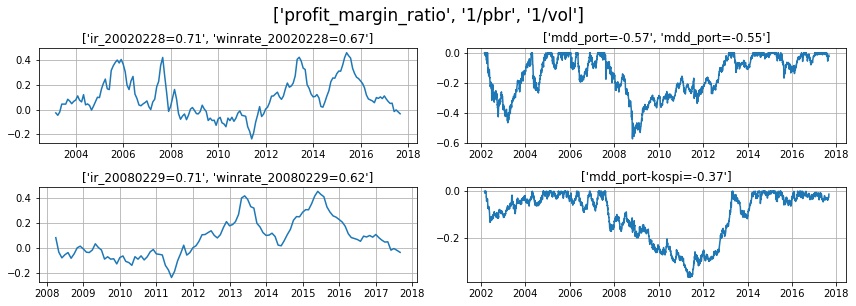 ['profit_margin_ratio', '1/pbr', '1/vol']
['ir_20020228=0.71', 'winrate_20020228=0.67']
0.4
0.2
0.0
−0.2
2004 2006 2008 2010 2012 2014 2016 2018
['mdd_port=-0.57', 'mdd_port=-0.55']
0.0
−0.2
−0.4
−0.6
2002 2004 2006 2008 2010 2012 2014 2016 2018
['ir_20080229=0.71', 'winrate_20080229=0.62']
0.4
0.2
0.0
−0.2
2008 2009 2010 2011 2012 2013 2014 2015 2016 2017 2018
['mdd_port-kospi=-0.37']
0.0
−0.2
2002 2004 2006 2008 2010 2012 2014 2016 2018